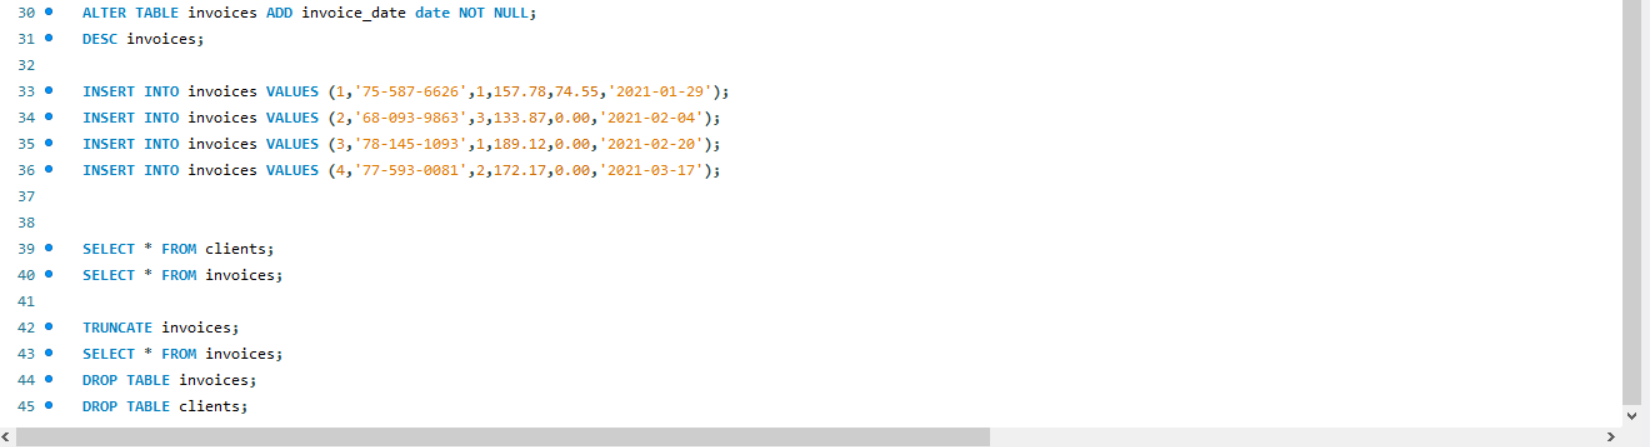 30 ALTER TABLE invoices ADD invoice_date date NOT NULL;
31 DESC invoices;
32
33 INSERT INTO invoices VALUES (1,'75-587-6626',1,157.78,74.55,'2021-01-29');
34 INSERT INTO invoices VALUES (2,'68-093-9863',3,133.87,0.00,'2021-02-04');
35 INSERT INTO invoices VALUES (3,'78-145-1093',1,189.12,0.00,'2021-02-20');
36 INSERT INTO invoices VALUES (4,'77-593-0081',2,172.17,0.00,'2021-03-17');
37
38
39 SELECT * FROM clients;
40 SELECT * FROM invoices;
41
42 TRUNCATE invoices;
43 SELECT * FROM invoices;
44 DROP TABLE invoices;
45 DROP TABLE clients;